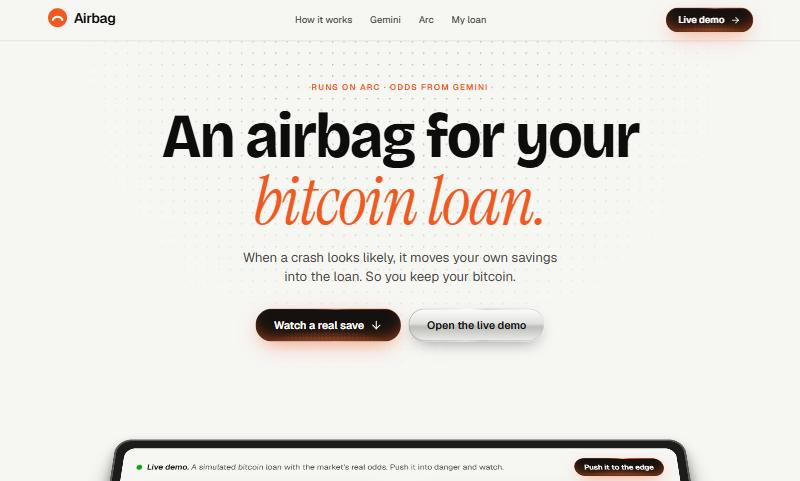 Airbag
How it works
Gemini
Arc
My loan
Live demo →
RUNS ON ARC · ODDS FROM GEMINI
An airbag for your
bitcoin loan.
When a crash looks likely, it moves your own savings
into the loan. So you keep your bitcoin.
Watch a real save ↓
Open the live demo
Live demo. A simulated bitcoin loan with the market's real odds. Push it into danger and watch.
Push it to the edge